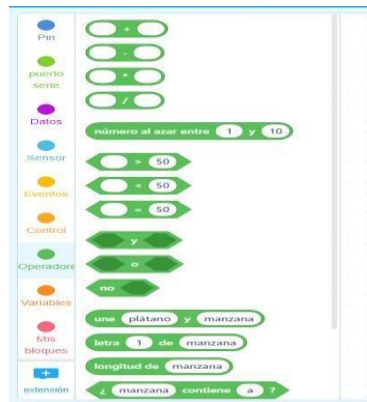 Pin
puerto serie
Datos
Sensor
Eventos
Control
Operadore
Variables
Mis bloques
+
extensión
+
-
*
/
número al azar entre 1 y 10
> 50
< 50
= 50
y
o
no
une plátano y manzana
letra 1 de manzana
longitud de manzana
¿ manzana contiene a ?